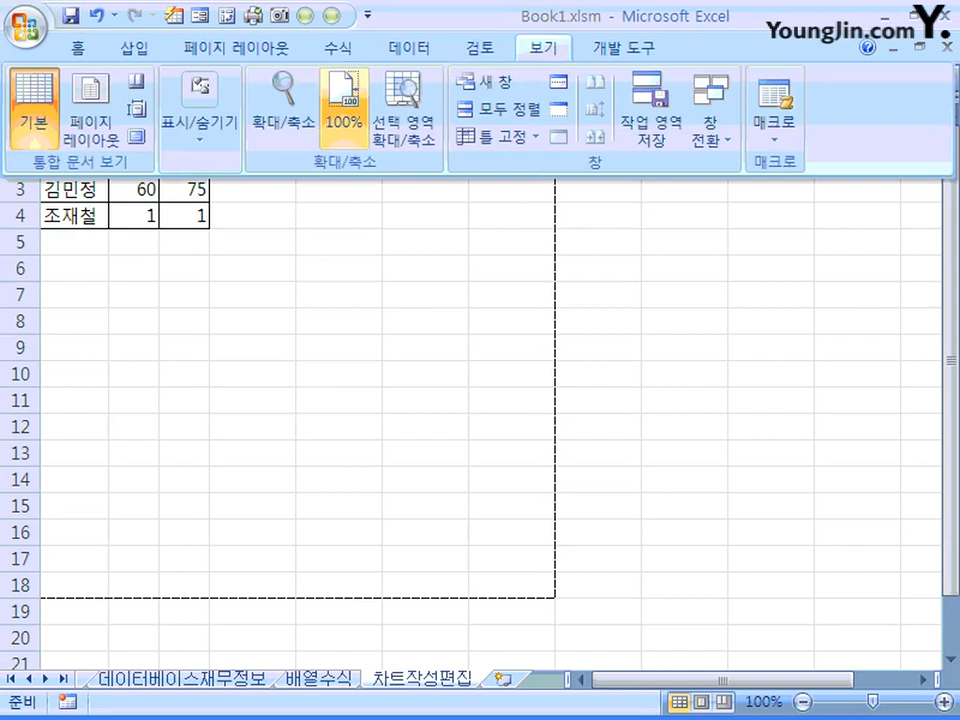 Book1.xlsm - Microsoft Excel
YoungJin.com Y.
홈 삽입 페이지 레이아웃 수식 데이터 검토 보기 개발 도구
기본 페이지 레이아웃 표시/숨기기 확대/축소 100% 선택 영역 확대/축소 새 창 모두 정렬 틀 고정 작업 영역 저장 창 전환 매크로
통합 문서 보기 확대/축소 창 매크로
3 김민정 60 75
4 조재철 1 1
5
6
7
8
9
10
11
12
13
14
15
16
17
18
19
20
21
데이터베이스재무정보 배열수식 차트작성편집
준비 100%